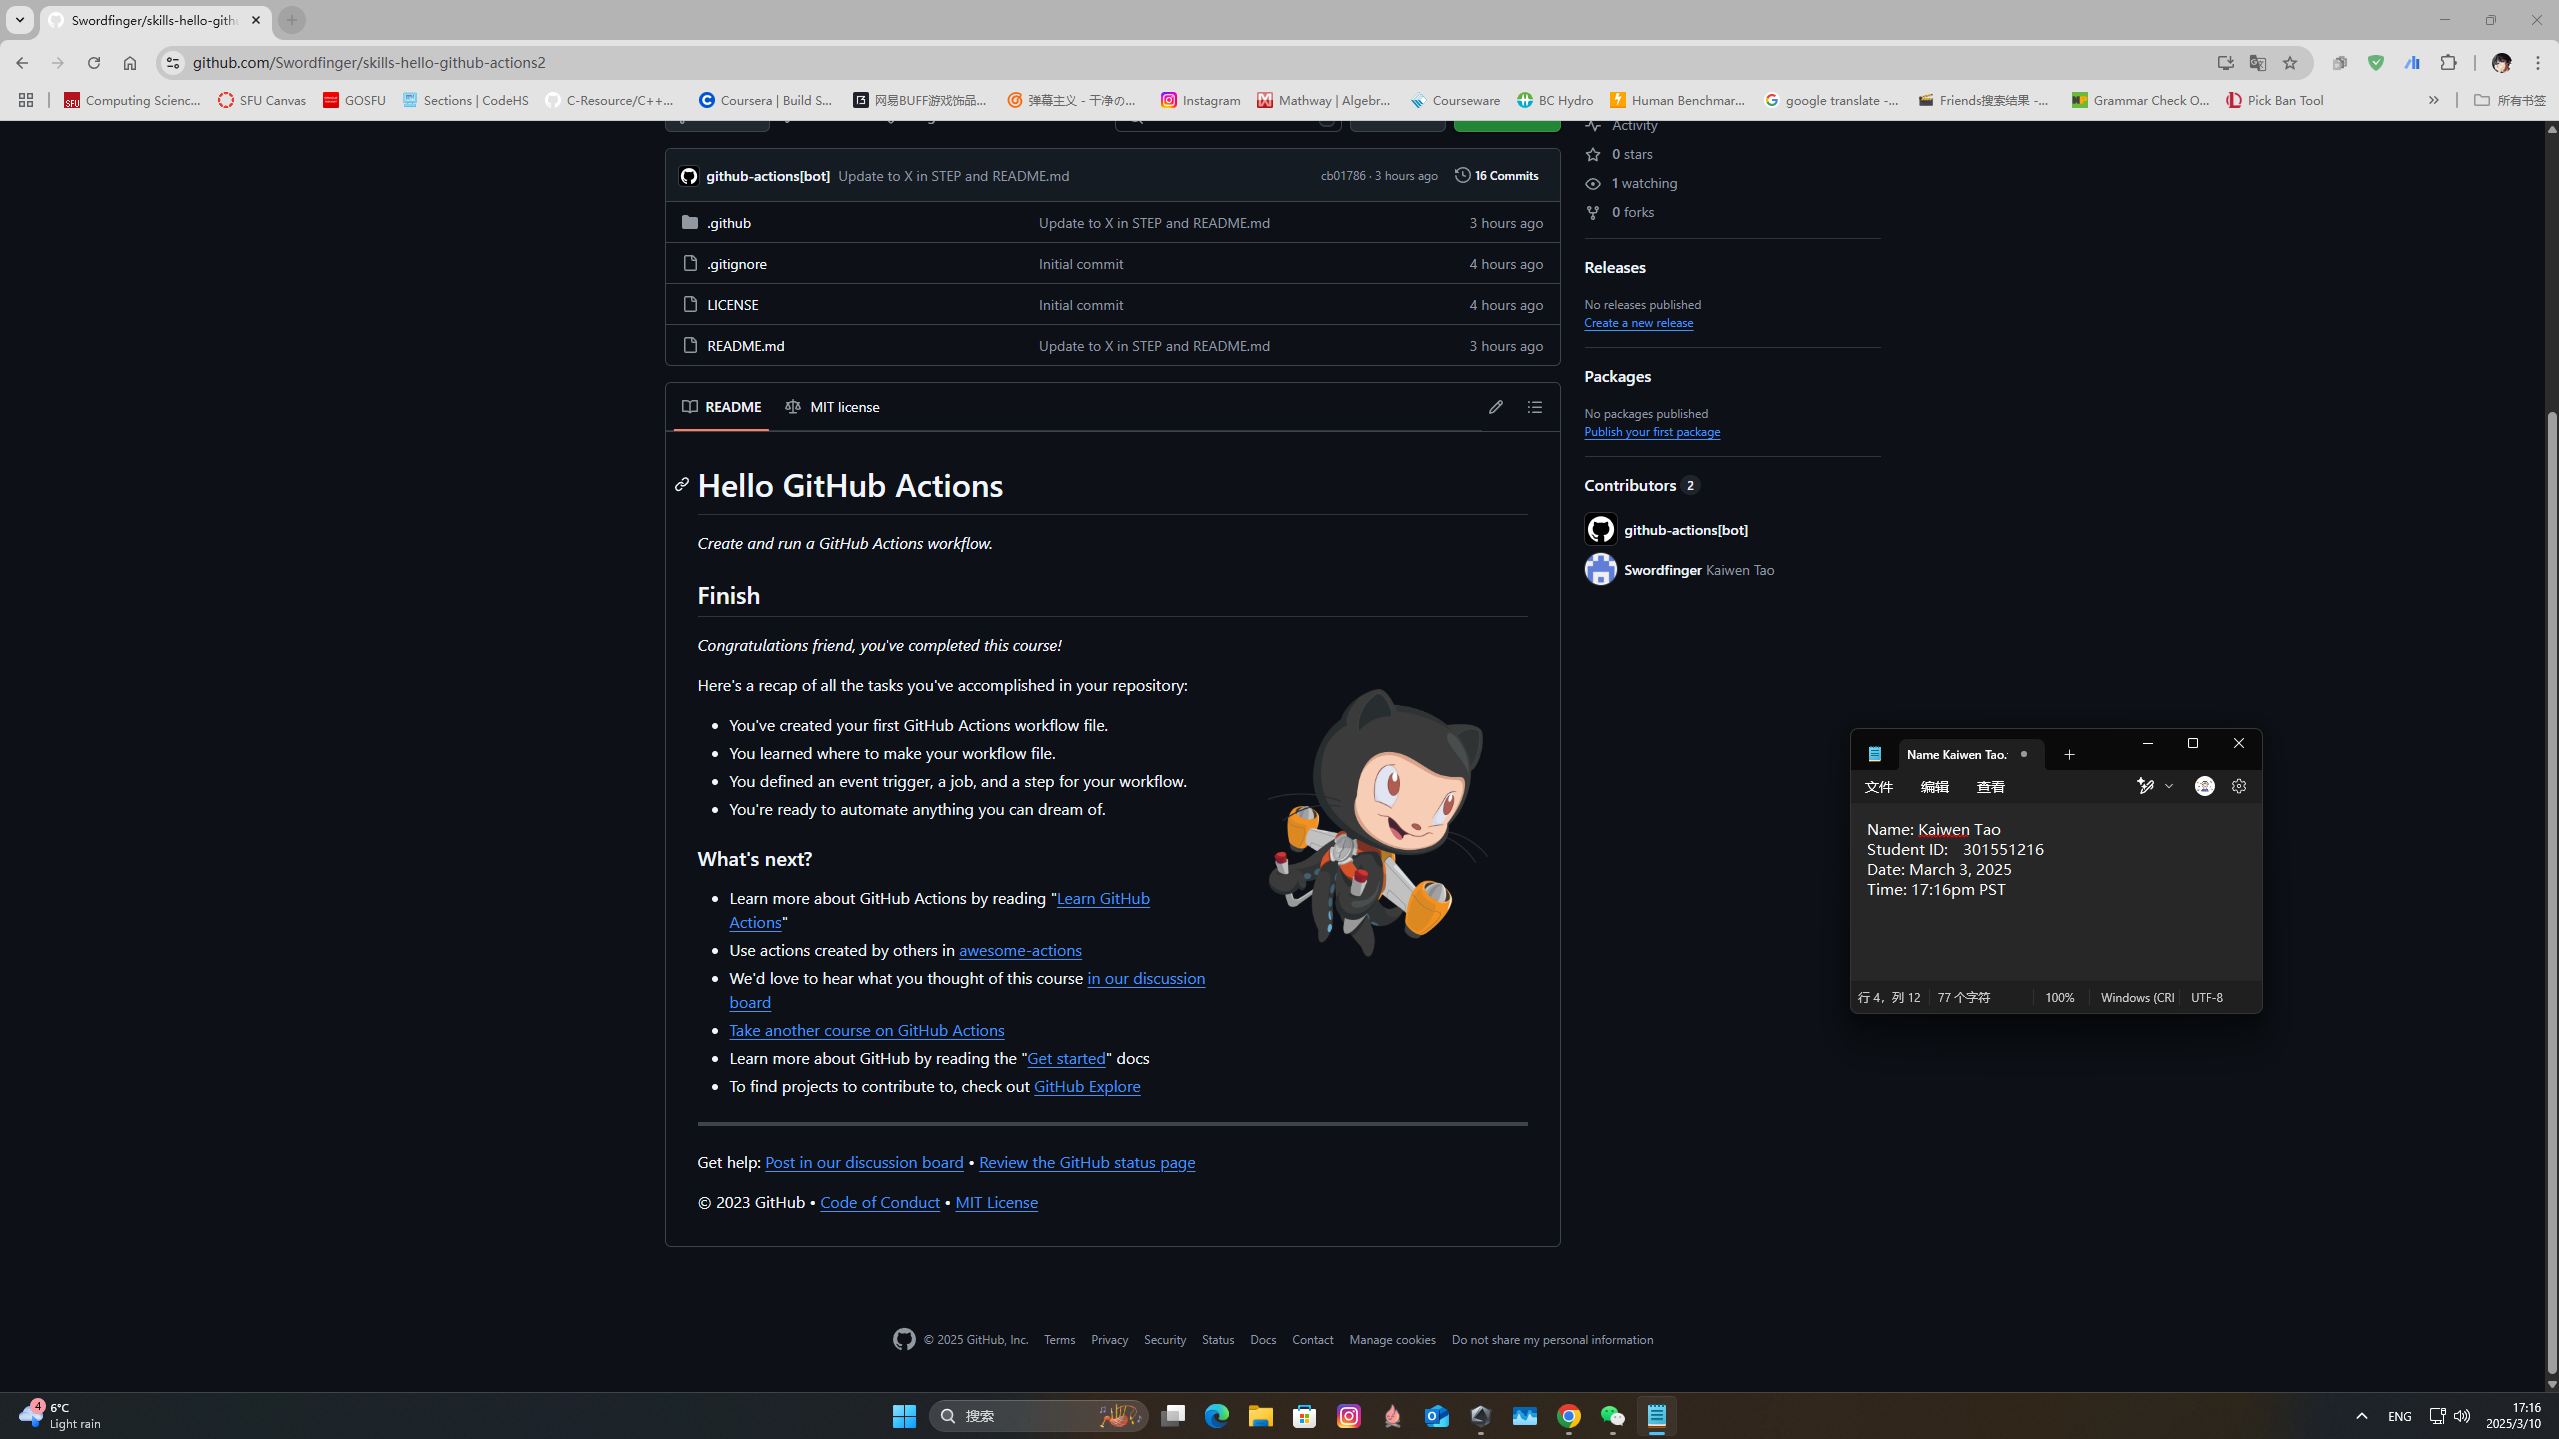 Swordfinger/skills-hello-gith
github.com/Swordfinger/skills-hello-github-actions2
Computing Scienc...
SFU Canvas
GOSFU
Sections | CodeHS
C-Resource/C++...
Coursera | Build S...
网易BUFF游戏饰品...
弹幕主义 - 干净の...
Instagram
Mathway | Algebr...
Courseware
BC Hydro
Human Benchmar...
google translate -...
Friends搜索结果 -...
Grammar Check O...
Pick Ban Tool
所有书签
github-actions[bot] Update to X in STEP and README.md cb01786 · 3 hours ago 16 Commits
.github Update to X in STEP and README.md 3 hours ago
.gitignore Initial commit 4 hours ago
LICENSE Initial commit 4 hours ago
README.md Update to X in STEP and README.md 3 hours ago
README MIT license
Hello GitHub Actions
Create and run a GitHub Actions workflow.
Finish
Congratulations friend, you've completed this course!
Here's a recap of all the tasks you've accomplished in your repository:
• You've created your first GitHub Actions workflow file.
• You learned where to make your workflow file.
• You defined an event trigger, a job, and a step for your workflow.
• You're ready to automate anything you can dream of.
What's next?
• Learn more about GitHub Actions by reading "Learn GitHub
Actions"
• Use actions created by others in awesome-actions
• We'd love to hear what you thought of this course in our discussion
board
• Take another course on GitHub Actions
• Learn more about GitHub by reading the "Get started" docs
• To find projects to contribute to, check out GitHub Explore
Get help: Post in our discussion board • Review the GitHub status page
© 2023 GitHub • Code of Conduct • MIT License
Activity
0 stars
1 watching
0 forks
Releases
No releases published
Create a new release
Packages
No packages published
Publish your first package
Contributors 2
github-actions[bot]
Swordfinger Kaiwen Tao
Name Kaiwen Tao.
文件 编辑 查看
Name: Kaiwen Tao
Student ID: 301551216
Date: March 3, 2025
Time: 17:16pm PST
行 4，列 12 77 个字符 100% Windows (CRI UTF-8
© 2025 GitHub, Inc. Terms Privacy Security Status Docs Contact Manage cookies Do not share my personal information
4
6°C
Light rain
搜索
ENG
17:16
2025/3/10